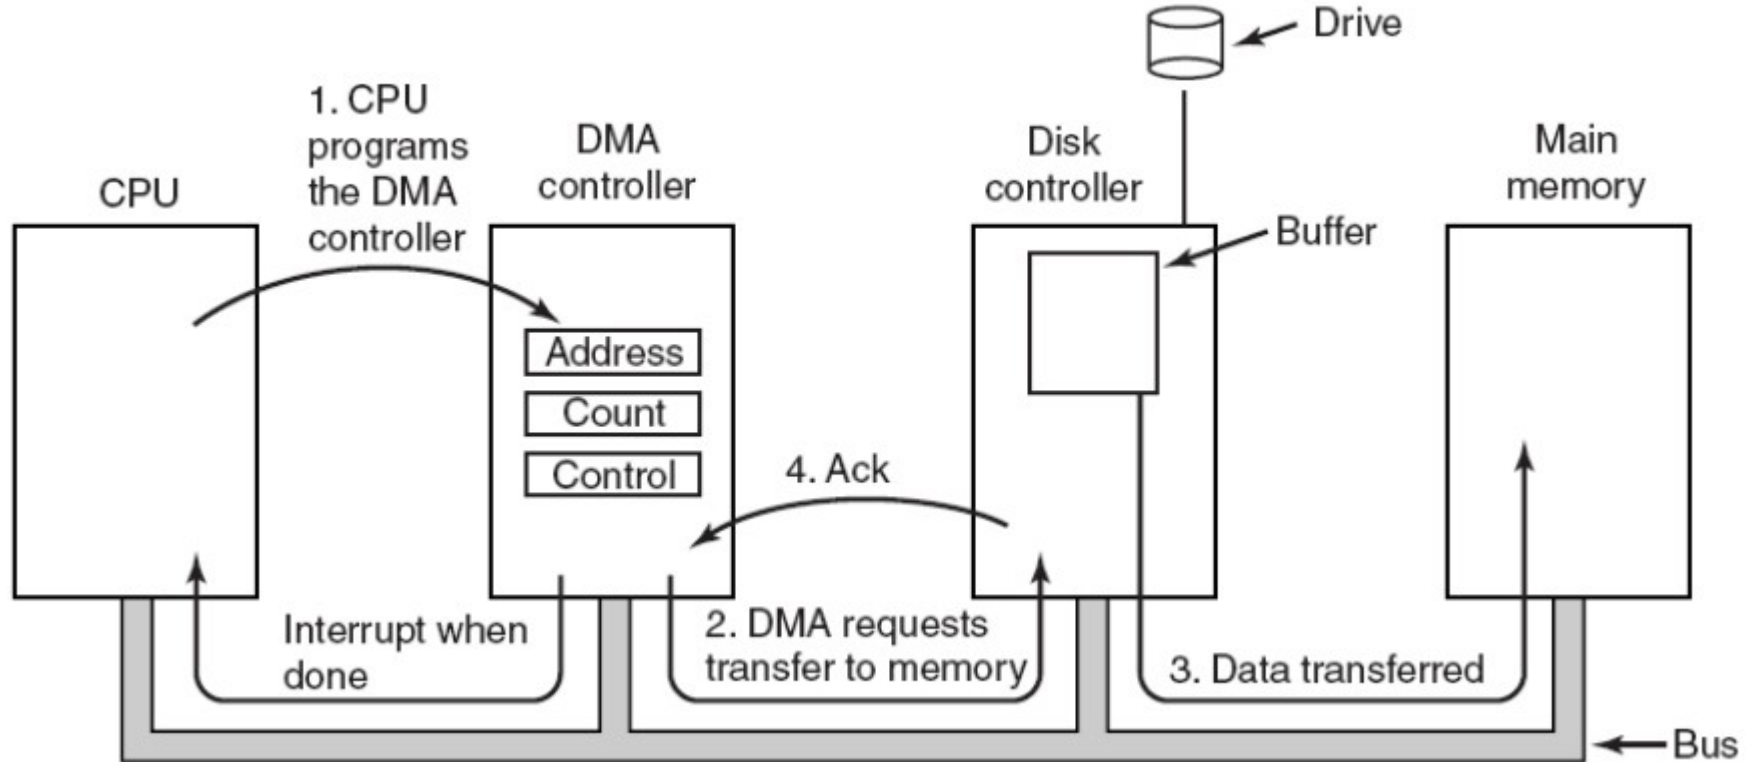 Drive
1. CPU
programs
the DMA
controller
DMA
controller
Disk
controller
Main
memory
CPU
Buffer
Address
Count
Control
4. Ack
Interrupt when
done
2. DMA requests
transfer to memory
3. Data transferred
Bus